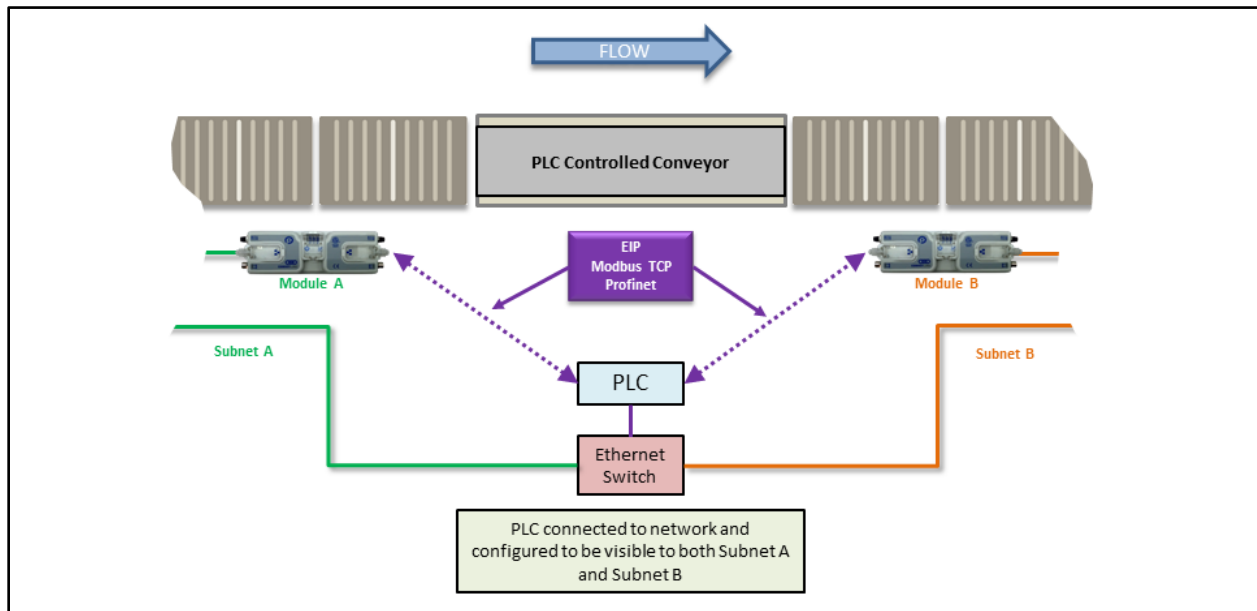 FLOW
PLC Controlled Conveyor
EIP
Modbus TCP
Profinet
Module A
Module B
Subnet A
Subnet B
PLC
Ethernet
Switch
PLC connected to network and
configured to be visible to both Subnet A
and Subnet B